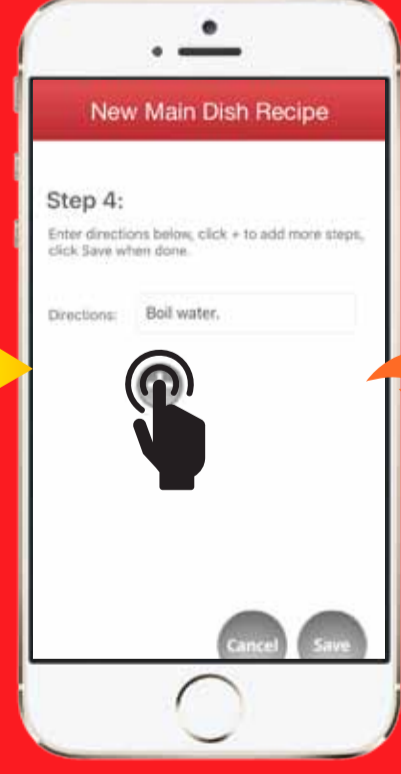 New Main Dish Recipe
Step 4:
Enter directions below, click + to add more steps,
click Save when done.
Directions: Boil water.
Cancel Save